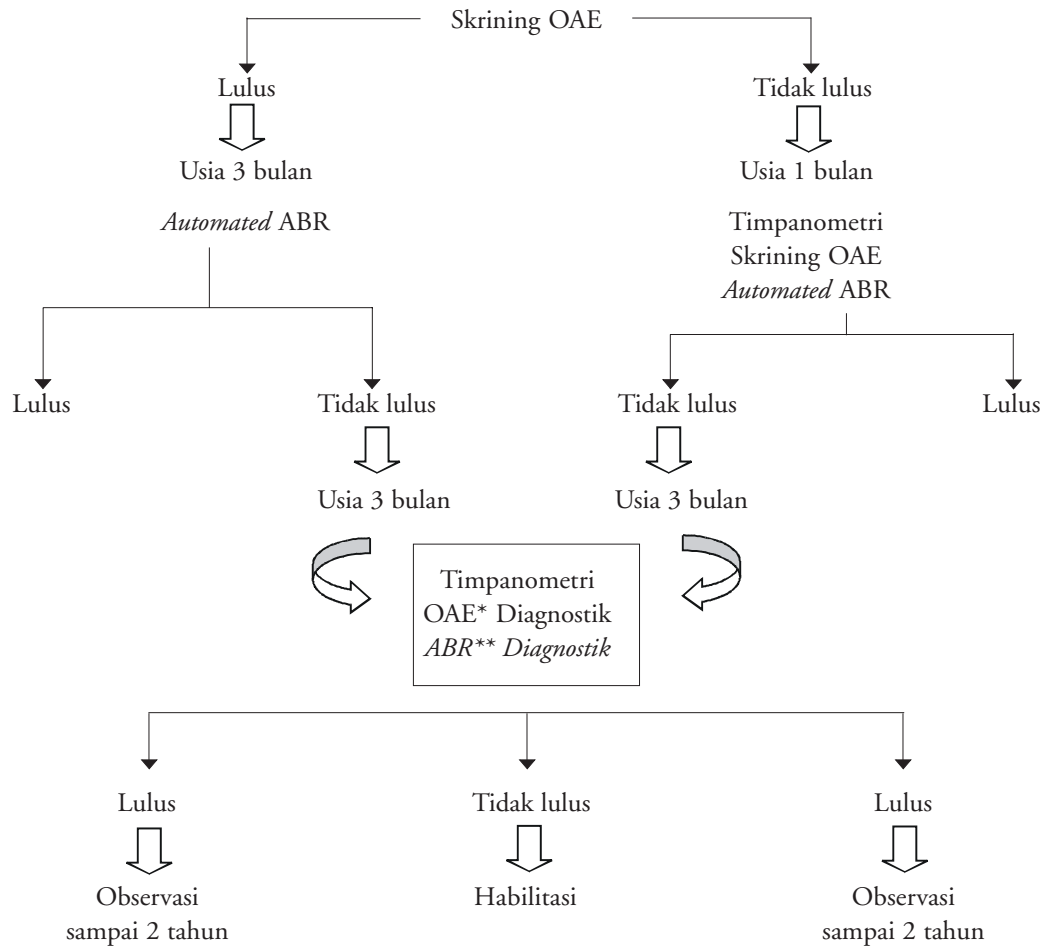 Skrining OAE
Lulus
Tidak lulus
Usia 3 bulan
Usia 1 bulan
Automated ABR
Timpanometri
Skrining OAE
Automated ABR
Lulus
Tidak lulus
Tidak lulus
Lulus
Usia 3 bulan
Usia 3 bulan
Timpanometri
OAE* Diagnostik
ABR** Diagnostik
Lulus
Tidak lulus
Lulus
Observasi
sampai 2 tahun
Habilitasi
Observasi
sampai 2 tahun